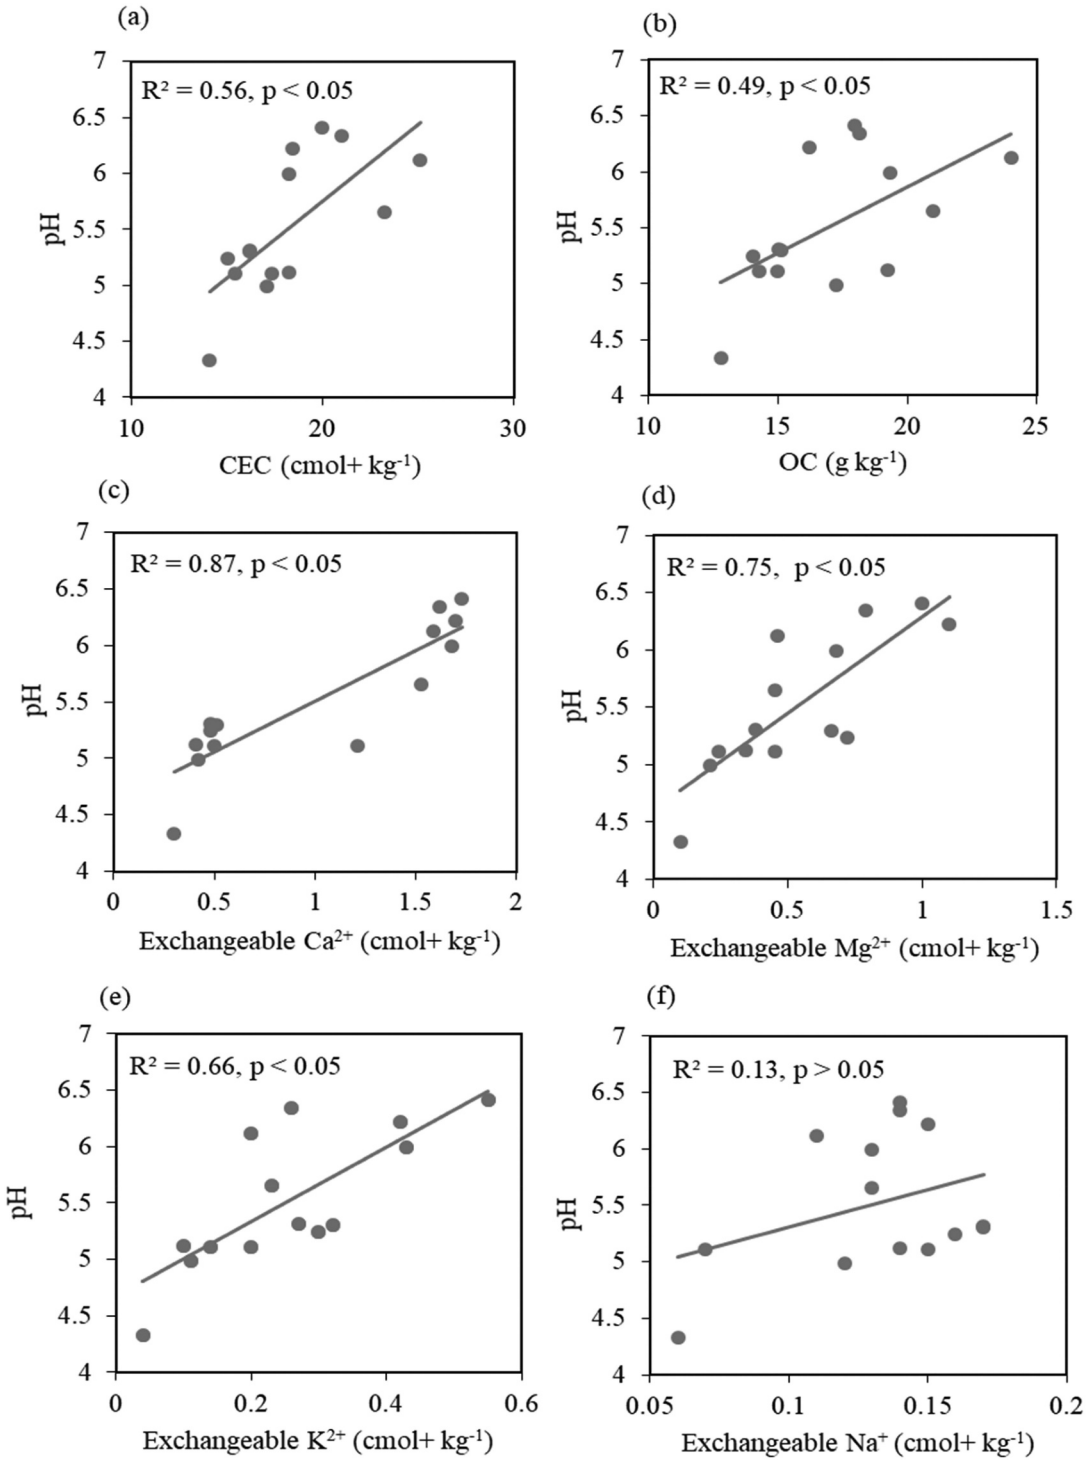 (a)
R² = 0.56, p < 0.05
7
6.5
6
5.5
5
4.5
4
pH
10 20 30
CEC (cmol+ kg⁻¹)
(b)
R² = 0.49, p < 0.05
7
6.5
6
5.5
5
4.5
4
pH
10 15 20 25
OC (g kg⁻¹)
(c)
R² = 0.87, p < 0.05
7
6.5
6
5.5
5
4.5
4
pH
0 0.5 1 1.5 2
Exchangeable Ca²⁺ (cmol+ kg⁻¹)
(d)
R² = 0.75, p < 0.05
7
6.5
6
5.5
5
4.5
4
pH
0 0.5 1 1.5
Exchangeable Mg²⁺ (cmol+ kg⁻¹)
(e)
R² = 0.66, p < 0.05
7
6.5
6
5.5
5
4.5
4
pH
0 0.2 0.4 0.6
Exchangeable K²⁺ (cmol+ kg⁻¹)
(f)
R² = 0.13, p > 0.05
7
6.5
6
5.5
5
4.5
4
pH
0.05 0.1 0.15 0.2
Exchangeable Na⁺ (cmol+ kg⁻¹)